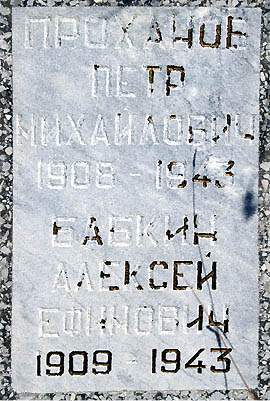 ПРОХАНОВ
ПЕТР
МИХАЙЛОВИЧ
1908 - 1943
БАБКИН
АЛЕКСЕЙ
ЕФИМОВИЧ
1909 - 1943